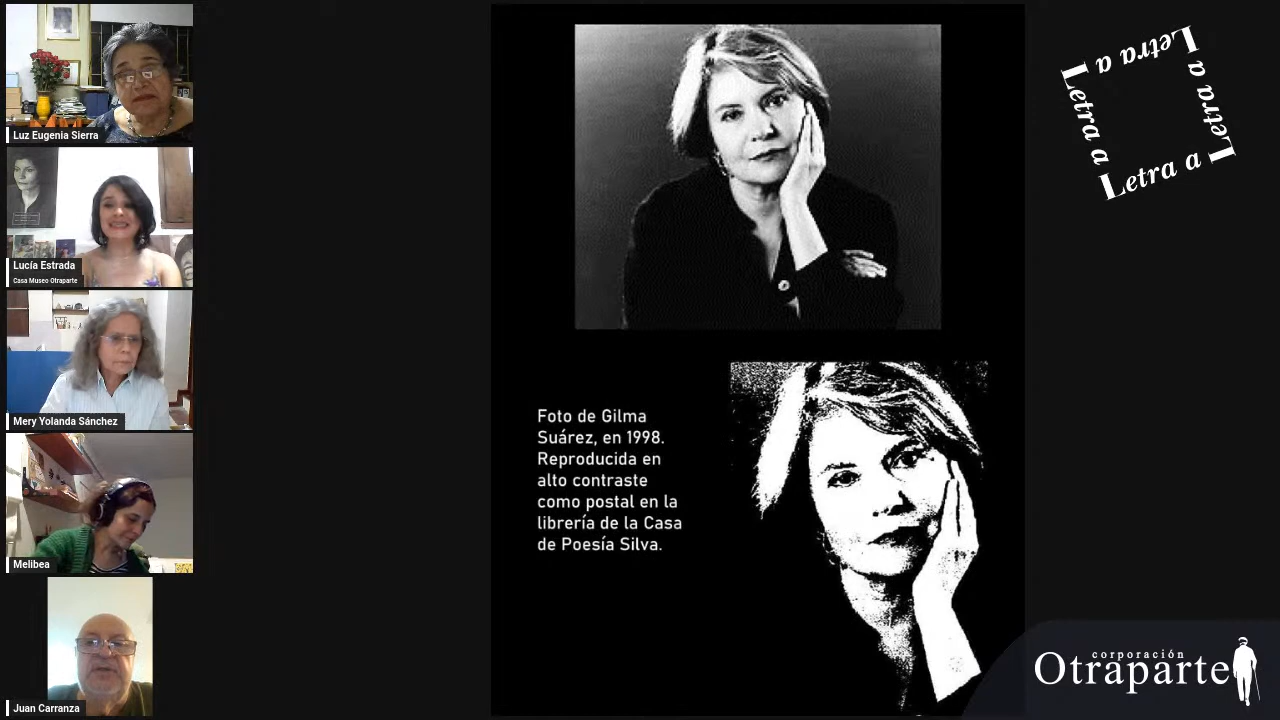 Luz Eugenia Sierra
Lucía Estrada
Casa Museo Otraparte
Mery Yolanda Sánchez
Melibea
Juan Carranza
Foto de Gilma
Suárez, en 1998.
Reproducida en
alto contraste
como postal en la
librería de la Casa
de Poesía Silva.
Letra a
Letra a
Letra a
Letra a
corporación
Otraparte